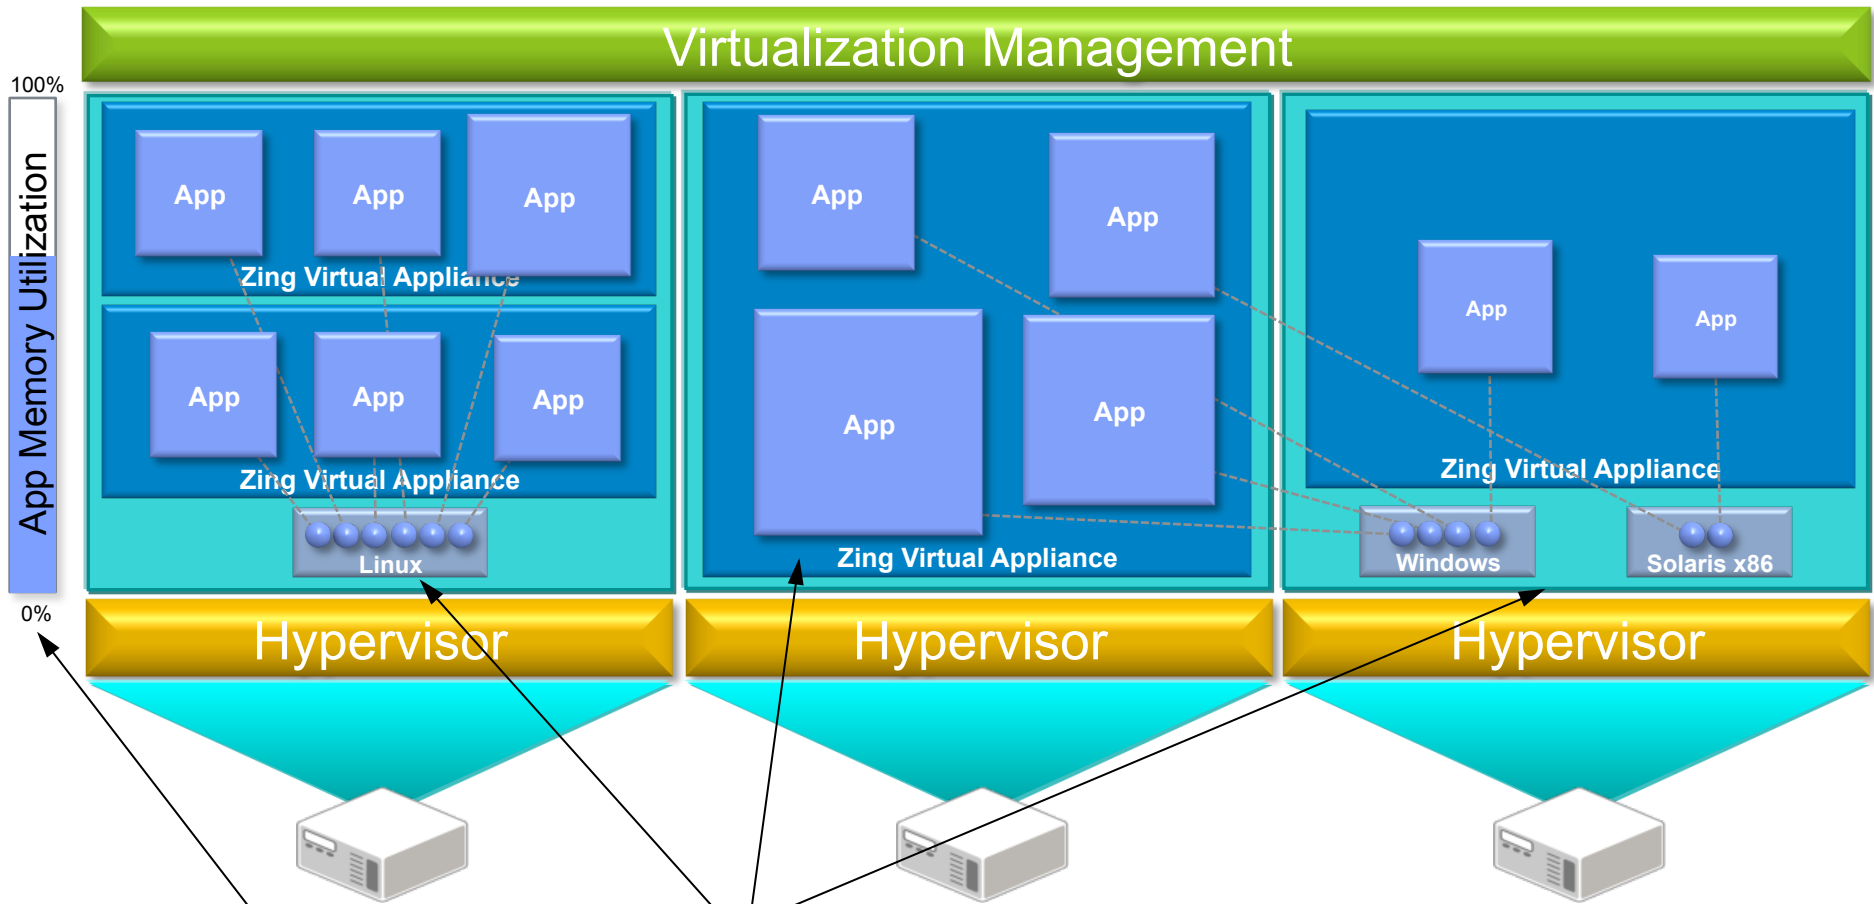 Virtualization Management
100%
App Memory Utilization
0%
App
App
App
Zing Virtual Appliance
App
App
App
Zing Virtual Appliance
Linux
App
App
App
App
Zing Virtual Appliance
App
App
Zing Virtual Appliance
Windows
Solaris x86
Hypervisor
Hypervisor
Hypervisor